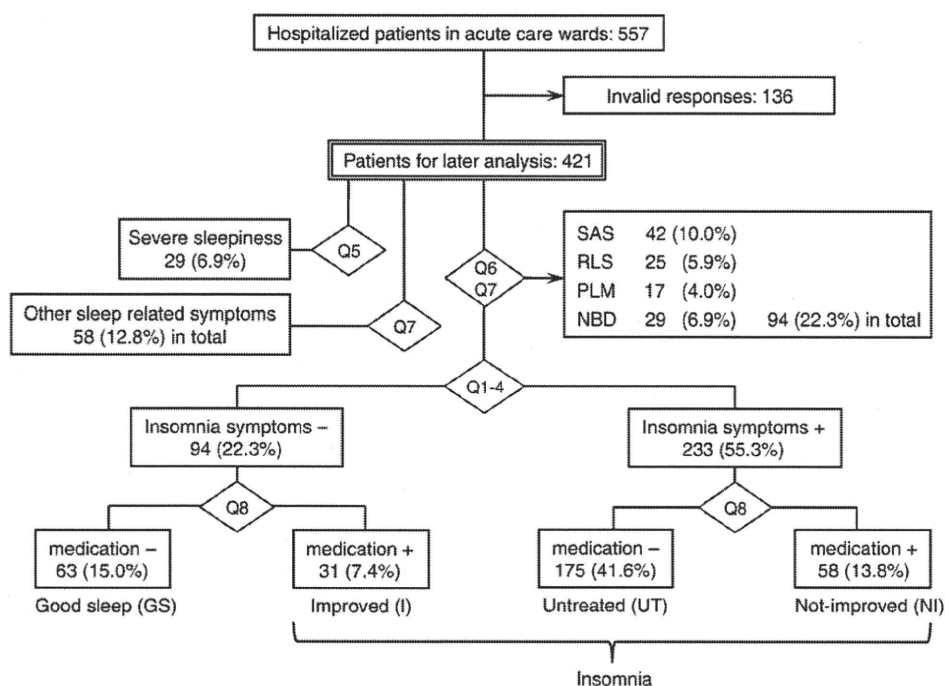 Hospitalized patients in acute care wards: 557
Invalid responses: 136
Patients for later analysis: 421
Severe sleepiness
29 (6.9%)
Q5
Other sleep related symptoms
58 (12.8%) in total
Q7
Q6
Q7
SAS 42 (10.0%)
RLS 25 (5.9%)
PLM 17 (4.0%)
NBD 29 (6.9%) 94 (22.3%) in total
Q1-4
Insomnia symptoms −
94 (22.3%)
Insomnia symptoms +
233 (55.3%)
Q8
Q8
medication −
63 (15.0%)
medication +
31 (7.4%)
medication −
175 (41.6%)
medication +
58 (13.8%)
Good sleep (GS)
Improved (I)
Untreated (UT)
Not-improved (NI)
Insomnia